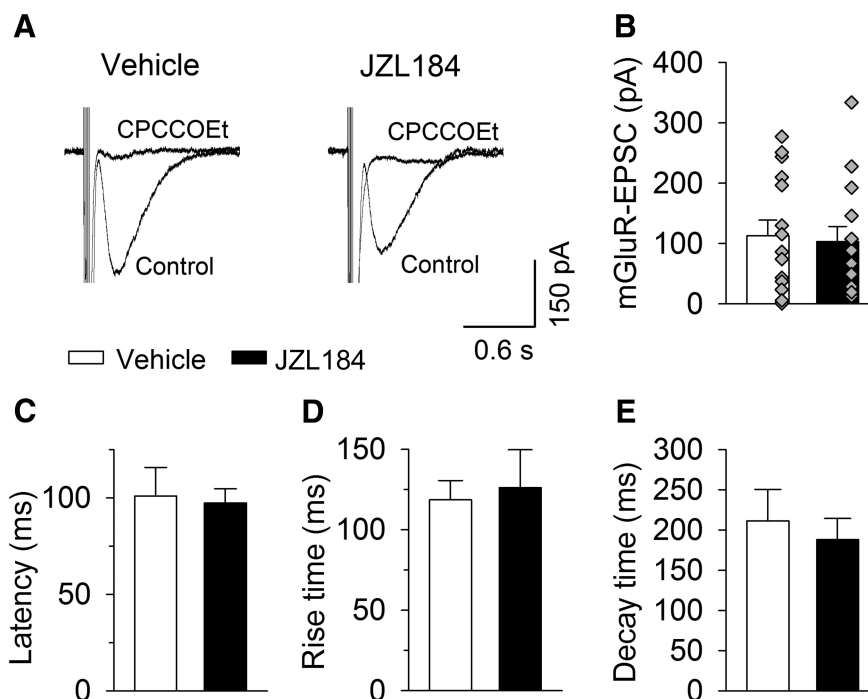 A
Vehicle
JZL184
CPCCOEt
CPCCOEt
Control
Control
150 pA
0.6 s
Vehicle
JZL184
B
mGluR-EPSC (pA)
400
300
200
100
0
C
Latency (ms)
100
50
0
D
Rise time (ms)
150
100
50
0
E
Decay time (ms)
300
250
200
150
100
50
0